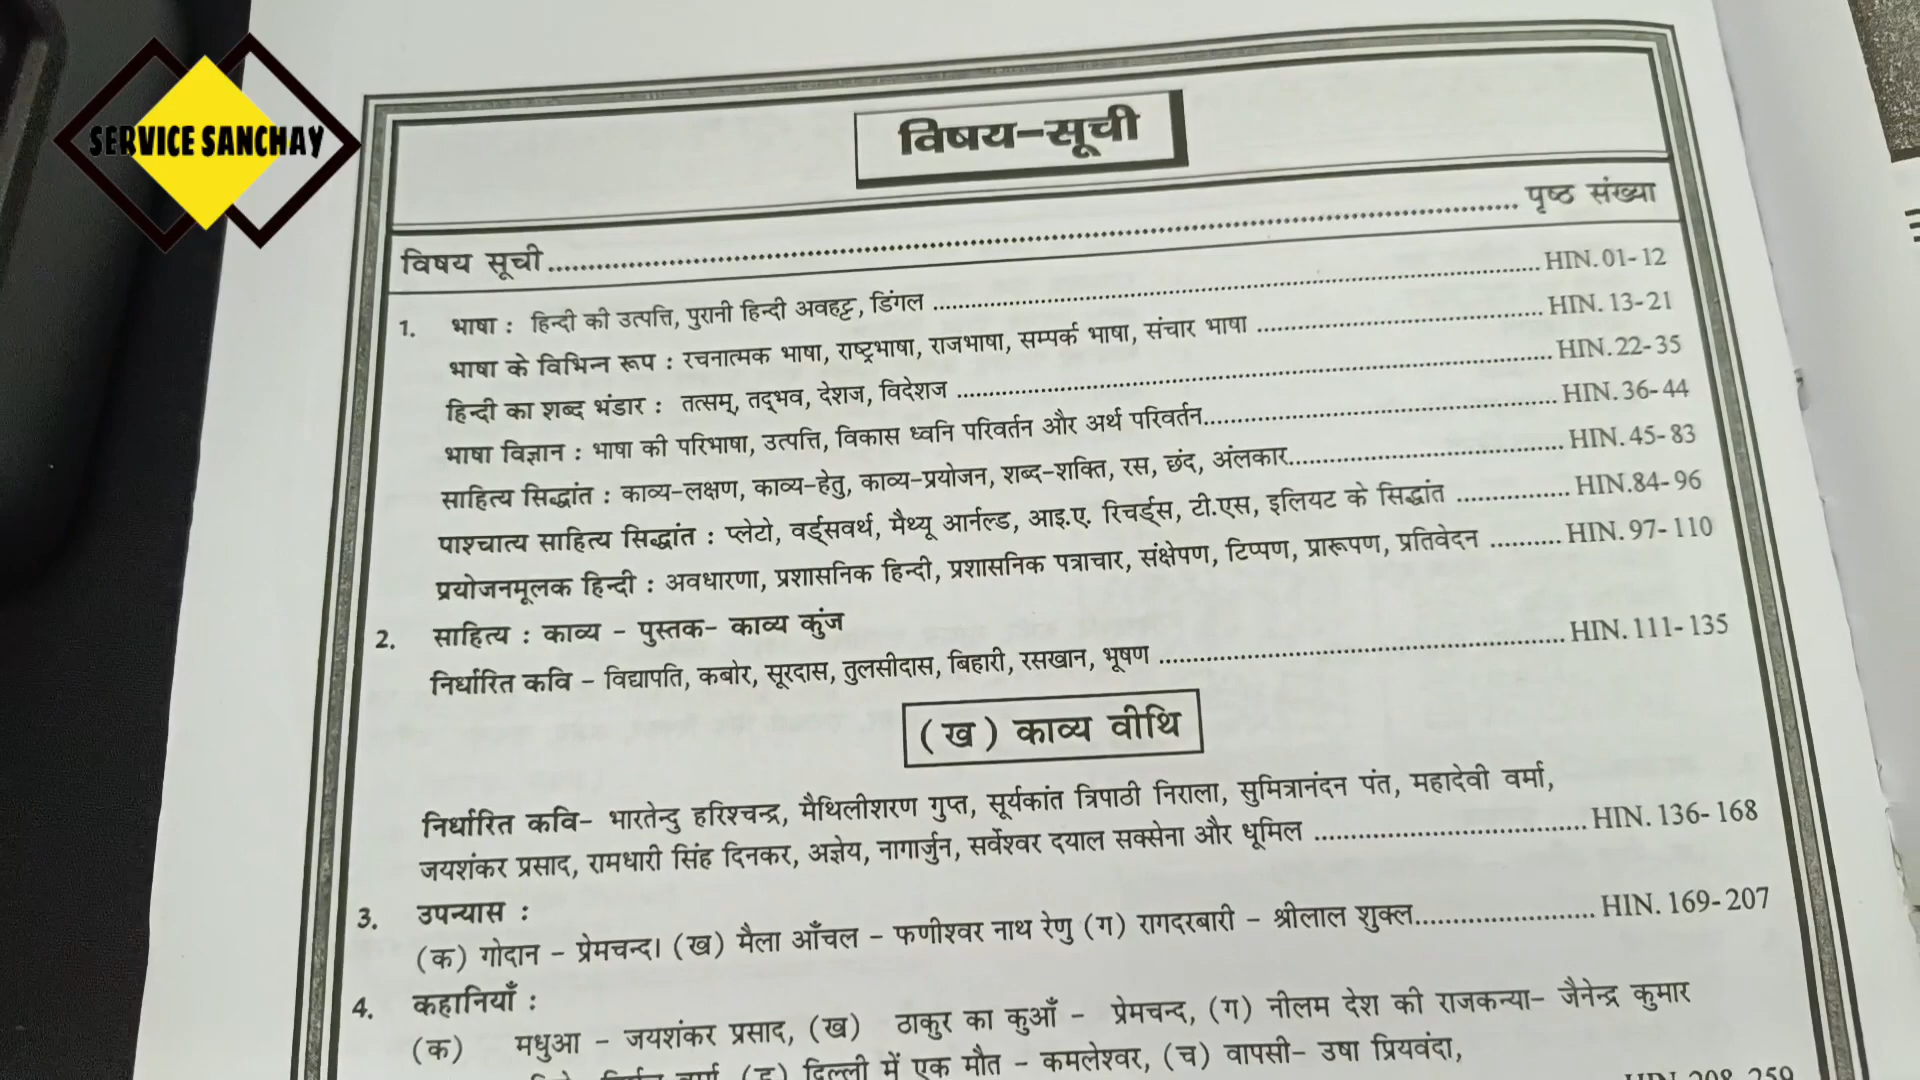 SERVICE SANCHAY
विषय-सूची
विषय सूची.......... पृष्ठ संख्या
1. भाषा : हिन्दी की उत्पत्ति, पुरानी हिन्दी अवहट्ट, डिंगल .......... HIN.01-12
भाषा के विभिन्न रूप : रचनात्मक भाषा, राष्ट्रभाषा, राजभाषा, सम्पर्क भाषा, संचार भाषा .......... HIN.13-21
हिन्दी का शब्द भंडार : तत्सम्, तद्भव, देशज, विदेशज .......... HIN.22-35
भाषा विज्ञान : भाषा की परिभाषा, उत्पत्ति, विकास ध्वनि परिवर्तन और अर्थ परिवर्तन.......... HIN.36-44
साहित्य सिद्धांत : काव्य-लक्षण, काव्य-हेतु, काव्य-प्रयोजन, शब्द-शक्ति, रस, छंद, अंलकार.......... HIN.45-83
पाश्चात्य साहित्य सिद्धांत : प्लेटो, वर्ड्सवर्थ, मैथ्यू आर्नल्ड, आइ.ए. रिचर्ड्स, टी.एस, इलियट के सिद्धांत .......... HIN.84-96
प्रयोजनमूलक हिन्दी : अवधारणा, प्रशासनिक हिन्दी, प्रशासनिक पत्राचार, संक्षेपण, टिप्पण, प्रारूपण, प्रतिवेदन .......... HIN.97-110
2. साहित्य : काव्य - पुस्तक- काव्य कुंज
निर्धारित कवि - विद्यापति, कबीर, सूरदास, तुलसीदास, बिहारी, रसखान, भूषण .......... HIN.111-135
(ख) काव्य वीथि
निर्धारित कवि- भारतेन्दु हरिश्चन्द्र, मैथिलीशरण गुप्त, सूर्यकांत त्रिपाठी निराला, सुमित्रानंदन पंत, महादेवी वर्मा,
जयशंकर प्रसाद, रामधारी सिंह दिनकर, अज्ञेय, नागार्जुन, सर्वेश्वर दयाल सक्सेना और धूमिल .......... HIN.136-168
3. उपन्यास :
(क) गोदान - प्रेमचन्द। (ख) मैला आँचल - फणीश्वर नाथ रेणु (ग) रागदरबारी - श्रीलाल शुक्ल.......... HIN.169-207
4. कहानियाँ :
(क) मधुआ - जयशंकर प्रसाद, (ख) ठाकुर का कुआँ - प्रेमचन्द, (ग) नीलम देश की राजकन्या- जैनेन्द्र कुमार
दिल्ली में एक मौत - कमलेश्वर, (च) वापसी- उषा प्रियवंदा,